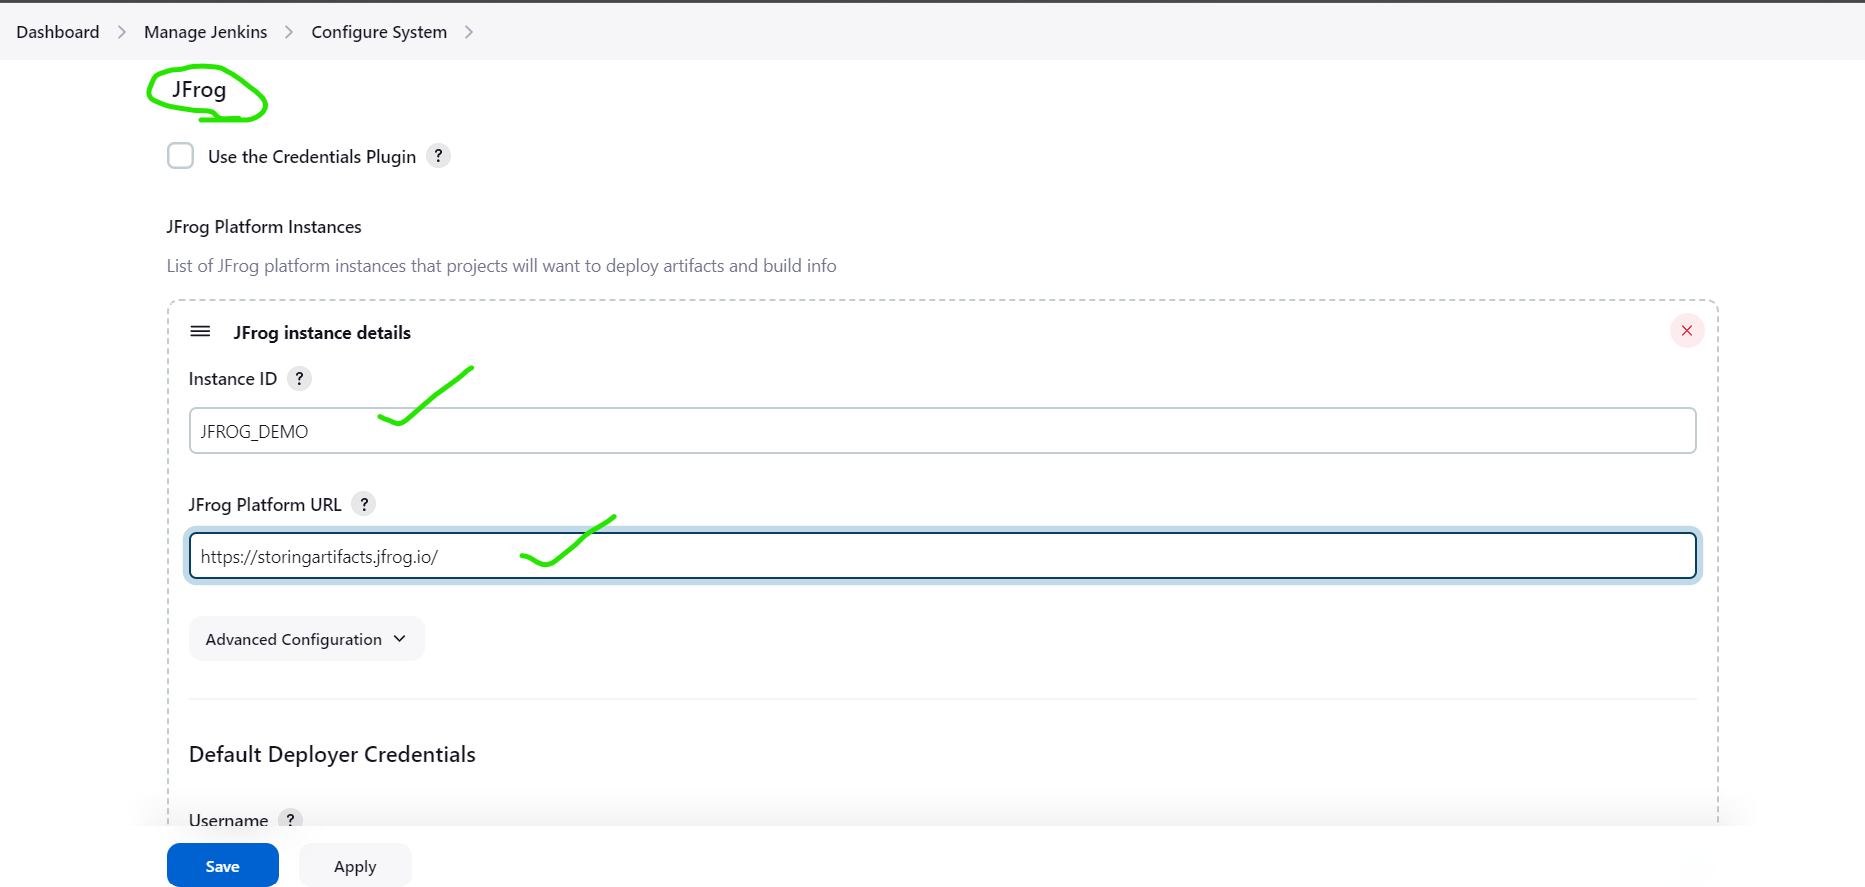 Dashboard > Manage Jenkins > Configure System >
JFrog
Use the Credentials Plugin ?
JFrog Platform Instances
List of JFrog platform instances that projects will want to deploy artifacts and build info
JFrog instance details
Instance ID ?
JFROG_DEMO
JFrog Platform URL ?
https://storingartifacts.jfrog.io/
Advanced Configuration
Default Deployer Credentials
Username ?
Save Apply